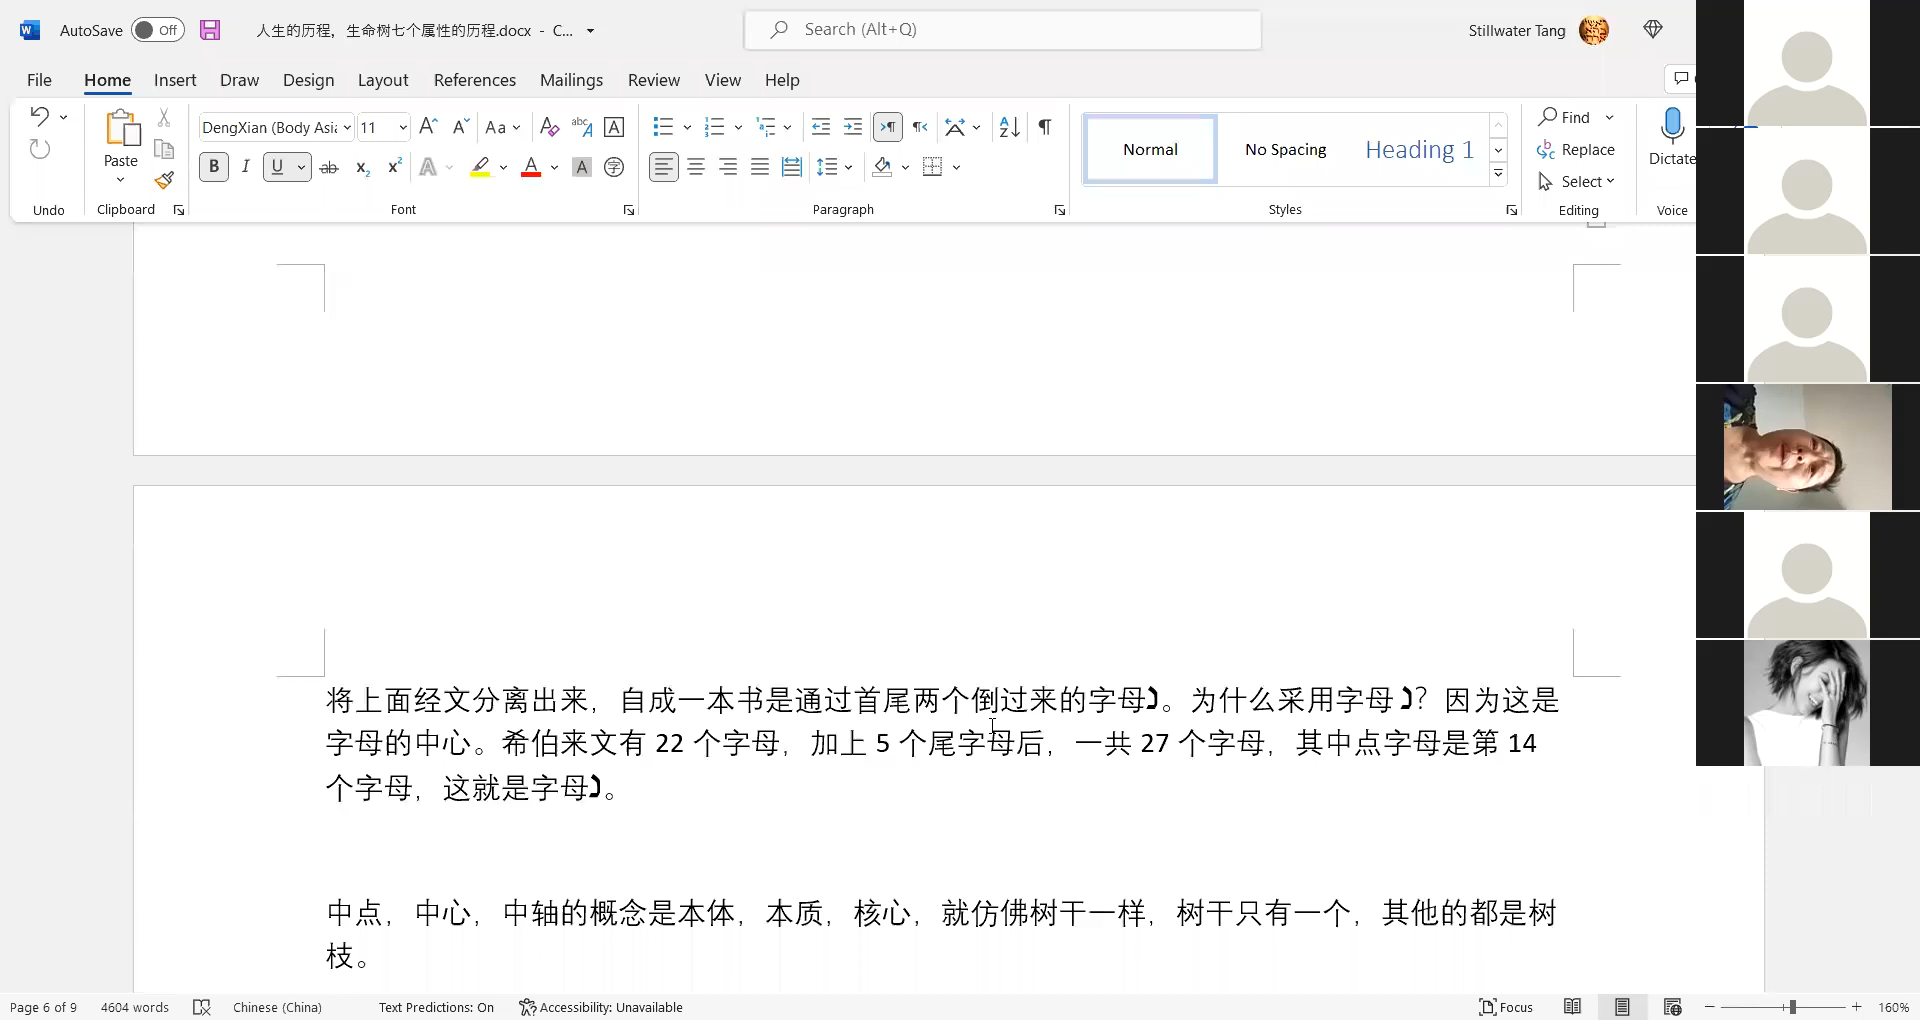 AutoSave Off 人生的历程，生命树七个属性的历程.docx - C... Search (Alt+Q) Stillwater Tang
File Home Insert Draw Design Layout References Mailings Review View Help
DengXian (Body Asia 11 Aa Find
Paste Normal No Spacing Heading 1 Replace Dictate
B I U ab x₂ x² A A A 字 Select
Undo Clipboard Font Paragraph Styles Editing Voice
将上面经文分离出来，自成一本书是通过首尾两个倒过来的字母נ。为什么采用字母 נ？因为这是
字母的中心。希伯来文有 22 个字母，加上 5 个尾字母后，一共 27 个字母，其中点字母是第 14
个字母，这就是字母נ。
中点，中心，中轴的概念是本体，本质，核心，就仿佛树干一样，树干只有一个，其他的都是树
枝。
Page 6 of 9 4604 words Chinese (China) Text Predictions: On Accessibility: Unavailable Focus 160%